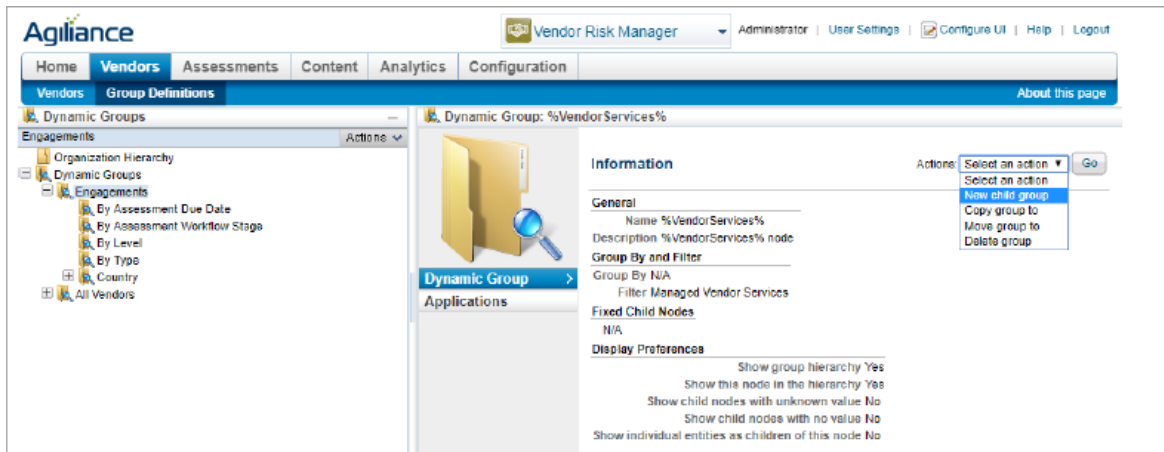 Agiliance
Vendor Risk Manager
Administrator | User Settings | Configure UI | Help | Logout
Home Vendors Assessments Content Analytics Configuration
Vendors Group Definitions About this page
Dynamic Groups
Engagements Actions
Organization Hierarchy
Dynamic Groups
Engagements
By Assessment Due Date
By Assessment Workflow Stage
By Level
By Type
Country
All Vendors
Dynamic Group: %VendorServices%
Dynamic Group >
Applications
Information
Actions: Select an action Go
Select an action
New child group
Copy group to
Move group to
Delete group
General
Name %VendorServices%
Description %VendorServices% node
Group By and Filter
Group By N/A
Filter Managed Vendor Services
Fixed Child Nodes
N/A
Display Preferences
Show group hierarchy Yes
Show this node in the hierarchy Yes
Show child nodes with unknown value No
Show child nodes with no value No
Show individual entities as children of this node No